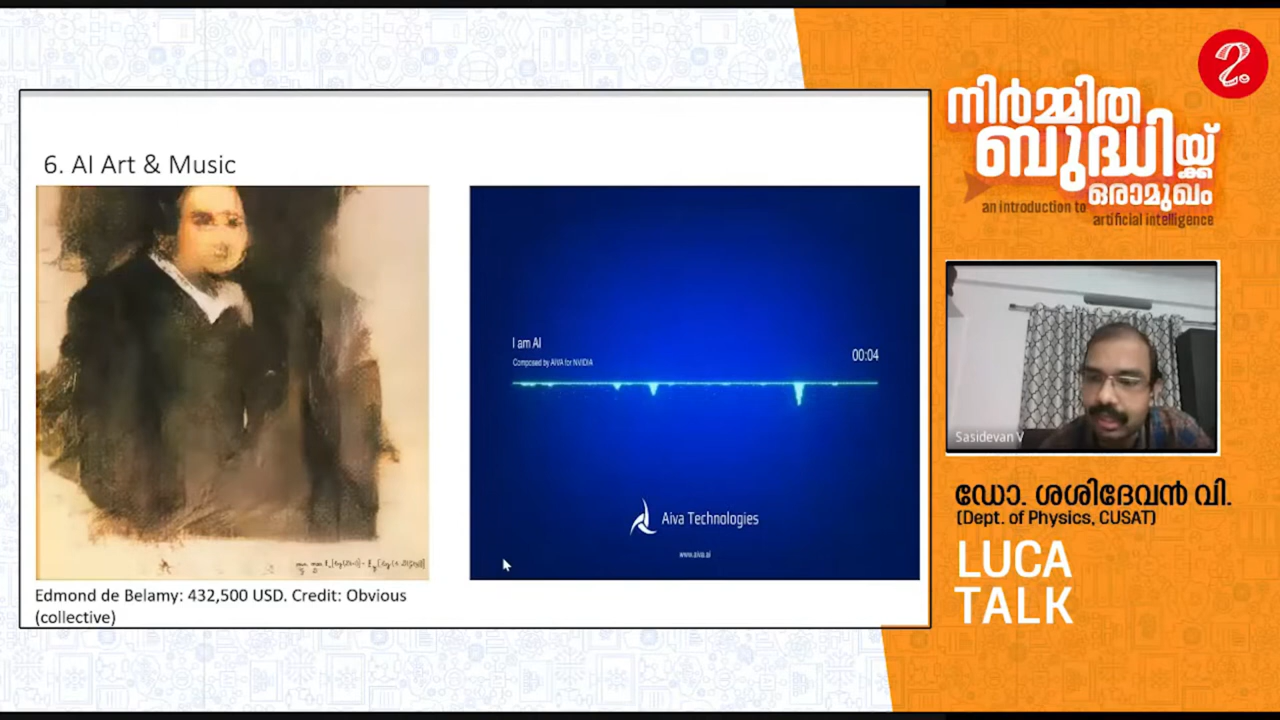 6. AI Art & Music
I am AI
Composed by AIVA for NVIDIA
00:04
Aiva Technologies
www.aiva.ai
Edmond de Belamy: 432,500 USD. Credit: Obvious
(collective)
നിർമ്മിത
ബുദ്ധിയ്ക്ക്
ഒരാമുഖം
an introduction to
artificial intelligence
Sasidevan V
ഡോ. ശശിദേവൻ വി.
(Dept. of Physics, CUSAT)
LUCA
TALK